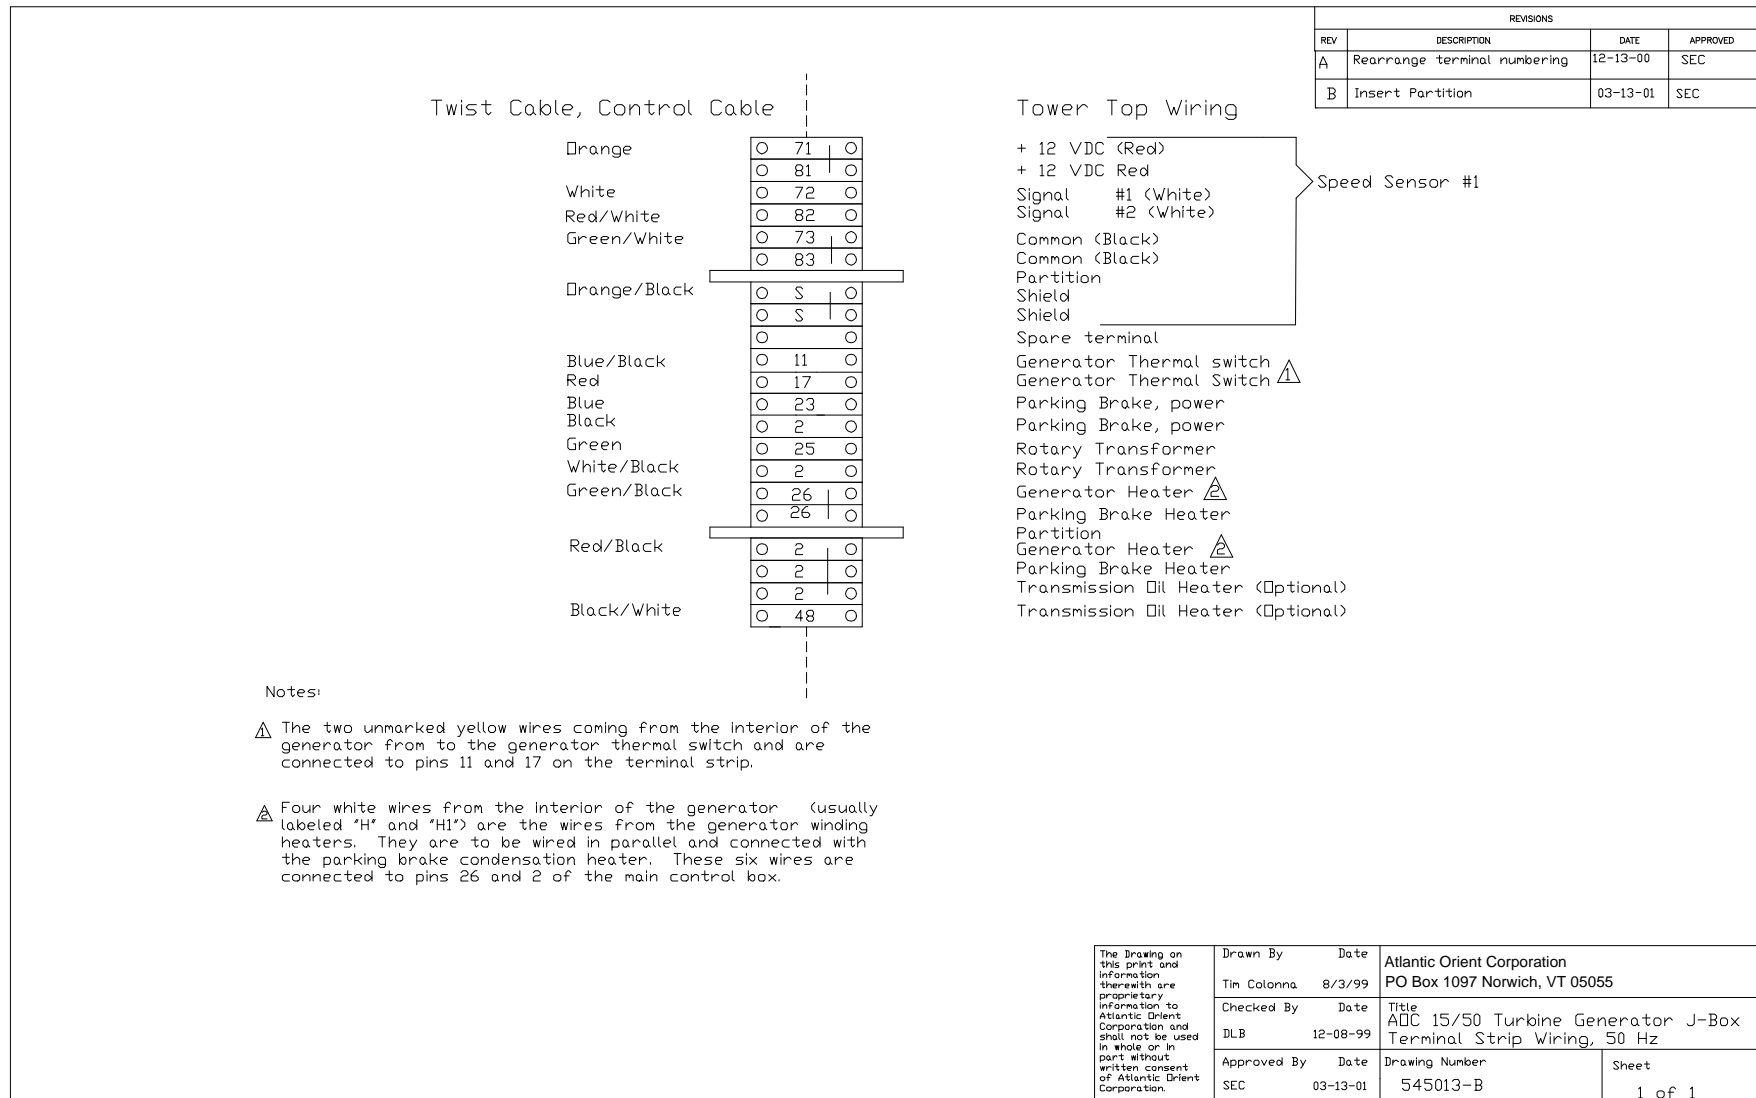 REVISIONS
REV DESCRIPTION DATE APPROVED
A Rearrange terminal numbering 12-13-00 SEC
B Insert Partition 03-13-01 SEC
Twist Cable, Control Cable Tower Top Wiring
Orange 71 + 12 VDC (Red)
81 + 12 VDC Red
Speed Sensor #1
White 72 Signal #1 (White)
Red/White 82 Signal #2 (White)
Green/White 73 Common (Black)
83 Common (Black)
Partition
Orange/Black S Shield
S Shield
Spare terminal
Blue/Black 11 Generator Thermal switch
Red 17 Generator Thermal Switch 1
Blue 23 Parking Brake, power
Black 2 Parking Brake, power
Green 25 Rotary Transformer
White/Black 2 Rotary Transformer
Green/Black 26 Generator Heater 2
26 Parking Brake Heater
Partition
Red/Black 2 Generator Heater 2
2 Parking Brake Heater
2 Transmission Oil Heater (Optional)
Black/White 48 Transmission Oil Heater (Optional)
Notes:
1 The two unmarked yellow wires coming from the interior of the
generator from to the generator thermal switch and are
connected to pins 11 and 17 on the terminal strip.
2 Four white wires from the interior of the generator (usually
labeled "H" and "H1") are the wires from the generator winding
heaters. They are to be wired in parallel and connected with
the parking brake condensation heater. These six wires are
connected to pins 26 and 2 of the main control box.
The Drawing on
this print and
information
therewith are
proprietary
information to
Atlantic Orient
Corporation and
shall not be used
in whole or in
part without
written consent
of Atlantic Orient
Corporation.
Drawn By Date
Tim Colonna 8/3/99
Checked By Date
DLB 12-08-99
Approved By Date
SEC 03-13-01
Atlantic Orient Corporation
PO Box 1097 Norwich, VT 05055
Title
AOC 15/50 Turbine Generator J-Box
Terminal Strip Wiring, 50 Hz
Drawing Number
545013-B
Sheet
1 of 1